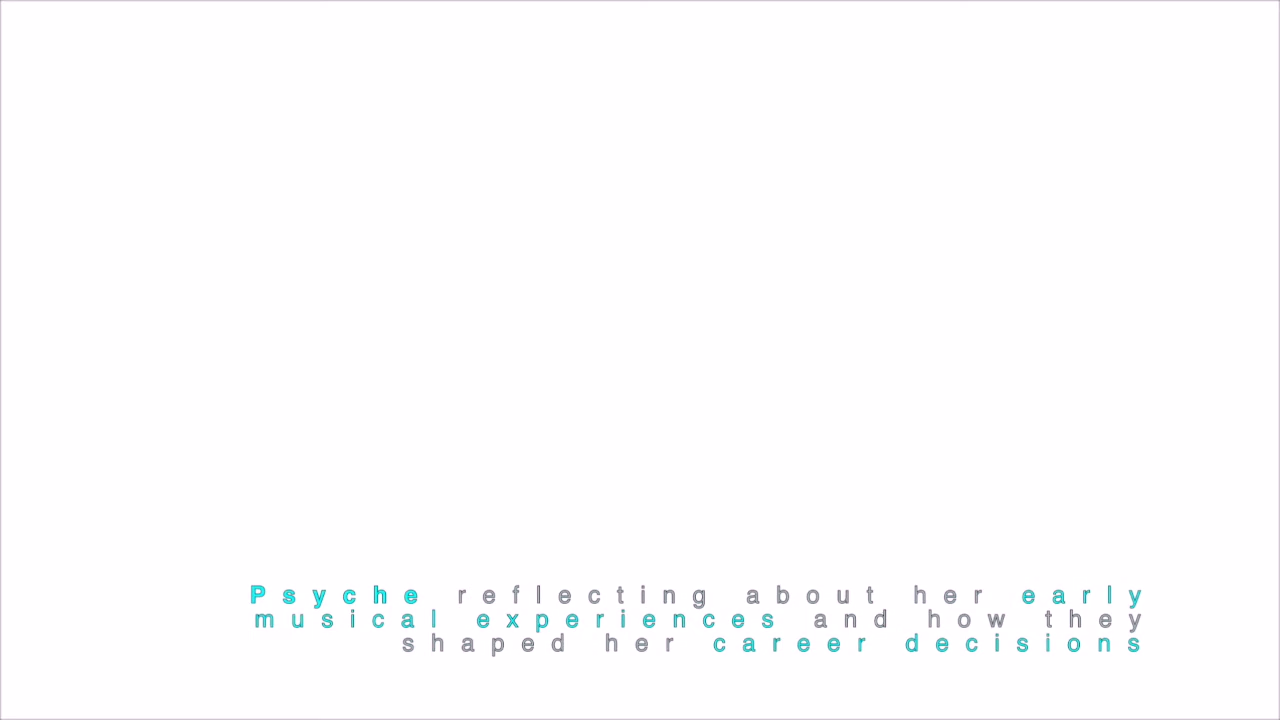 Psyche reflecting about her early
musical experiences and how they
shaped her career decisions